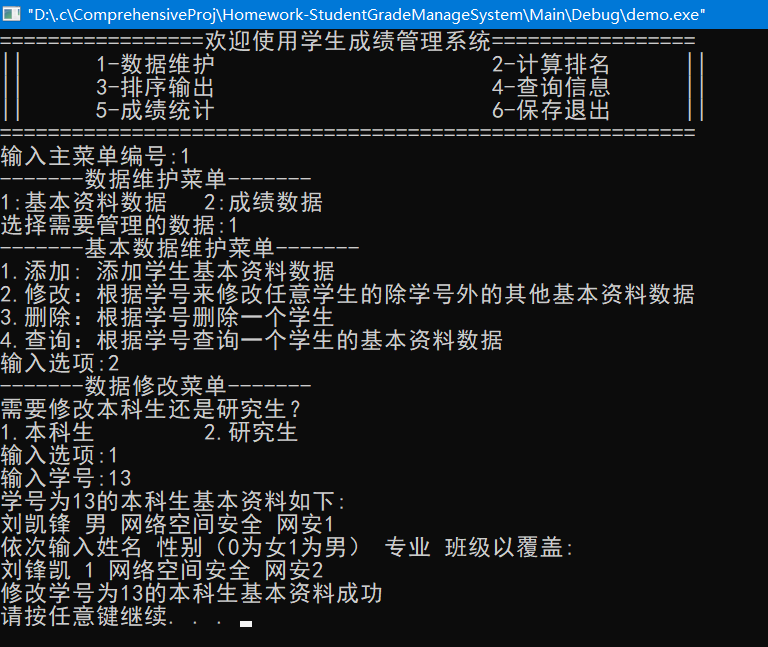 "D:\.c\ComprehensiveProj\Homework-StudentGradeManageSystem\Main\Debug\demo.exe"
=================欢迎使用学生成绩管理系统=================
||      1-数据维护                       2-计算排名      ||
||      3-排序输出                       4-查询信息      ||
||      5-成绩统计                       6-保存退出      ||
==========================================================
输入主菜单编号:1
-------数据维护菜单-------
1:基本资料数据   2:成绩数据
选择需要管理的数据:1
-------基本数据维护菜单-------
1.添加: 添加学生基本资料数据
2.修改：根据学号来修改任意学生的除学号外的其他基本资料数据
3.删除：根据学号删除一个学生
4.查询：根据学号查询一个学生的基本资料数据
输入选项:2
-------数据修改菜单-------
需要修改本科生还是研究生?
1.本科生         2.研究生
输入选项:1
输入学号:13
学号为13的本科生基本资料如下:
刘凯锋 男 网络空间安全 网安1
依次输入姓名 性别（0为女1为男） 专业 班级以覆盖:
刘锋凯 1 网络空间安全 网安2
修改学号为13的本科生基本资料成功
请按任意键继续. . .